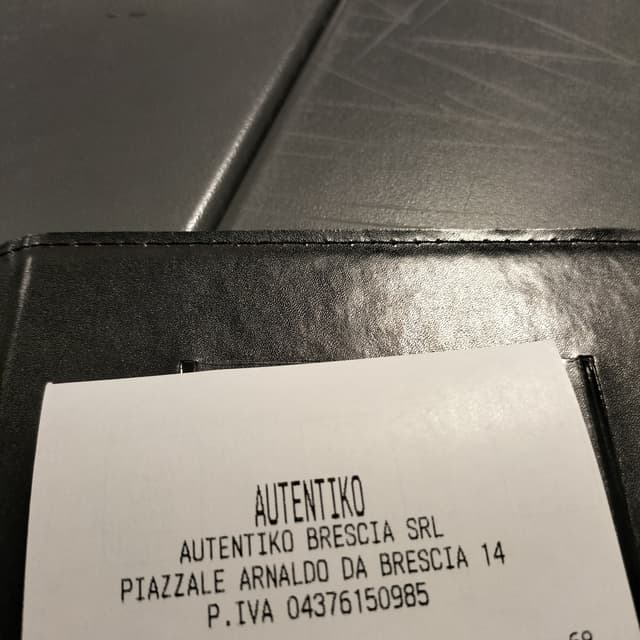 AUTENTIKO
AUTENTIKO BRESCIA SRL
PIAZZALE ARNALDO DA BRESCIA 14
P.IVA 04376150985